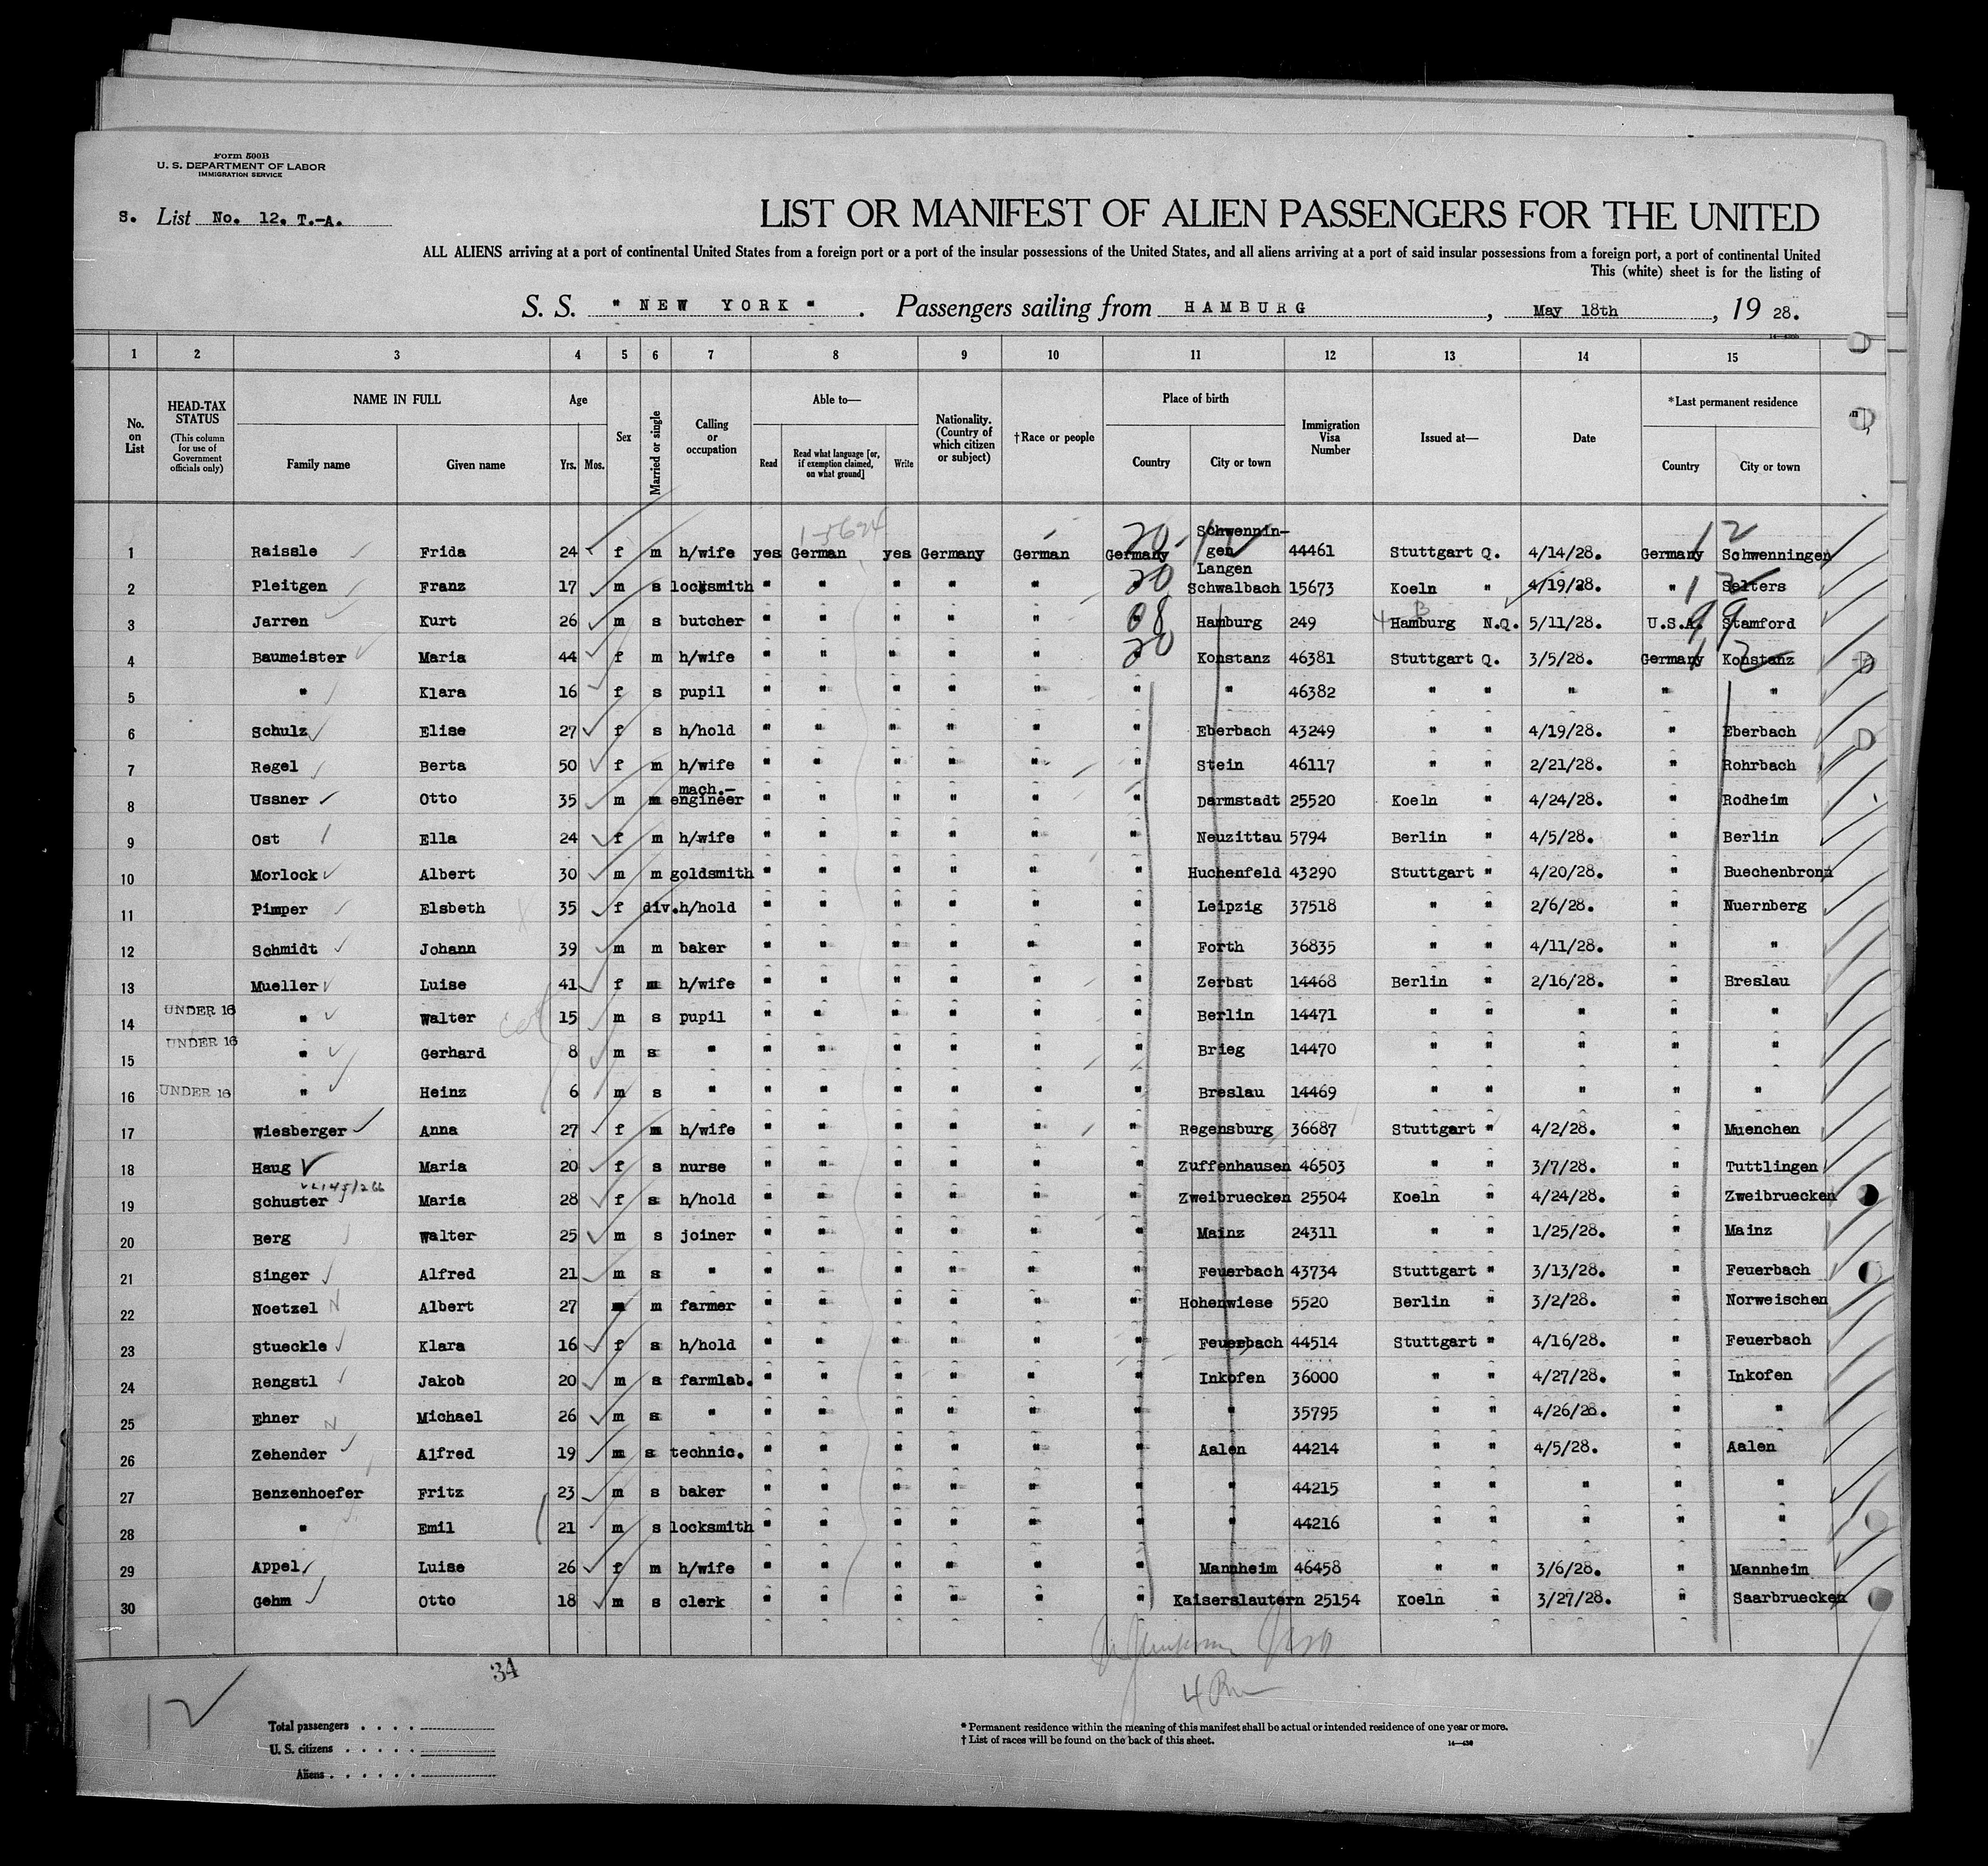 Form 500B
U. S. DEPARTMENT OF LABOR
IMMIGRATION SERVICE
S. List No. 12. T.-A.
LIST OR MANIFEST OF ALIEN PASSENGERS FOR THE UNITED
ALL ALIENS arriving at a port of continental United States from a foreign port or a port of the insular possessions of the United States, and all aliens arriving at a port of said insular possessions from a foreign port, a port of continental United
This (white) sheet is for the listing of
S. S. " NEW YORK " . Passengers sailing from HAMBURG , May 18th , 19 28.
1 2 3 4 5 6 7 8 9 10 11 12 13 14 15
No. on List
HEAD-TAX STATUS (This column for use of Government officials only)
NAME IN FULL
Family name Given name
Age
Yrs. Mos.
Sex
Married or single
Calling or occupation
Able to—
Read
Read what language [or, if exemption claimed, on what ground]
Write
Nationality. (Country of which citizen or subject)
†Race or people
Place of birth
Country City or town
Immigration Visa Number
Issued at—
Date
*Last permanent residence
Country City or town
15694
20 12 12
1 Raissle Frida 24 f m h/wife yes German yes Germany German Germany Schwennin-gen 44461 Stuttgart Q. 4/14/28. Germany Schwenningen
2 Pleitgen Franz 17 m s locksmith " " " " " 20 " Langen Schwalbach 15673 Koeln " 4/19/28. " 12 Selters
3 Jarren Kurt 26 m s butcher " " " " " 08 " Hamburg 249 Hamburg N.Q. 5/11/28. U.S.A. 99 Stamford
4 Baumeister Maria 44 f m h/wife " " " " " 20 " Konstanz 46381 Stuttgart Q. 3/5/28. Germany 12 Konstanz
5 " Klara 16 f s pupil " " " " " " " 46382 " " " " "
6 Schulz Elise 27 f s h/hold " " " " " " Eberbach 43249 " " 4/19/28. " Eberbach
7 Regel Berta 50 f m h/wife " " " " " " Stein 46117 " " 2/21/28. " Rohrbach
8 Ussner Otto 35 m m mach.-engineer " " " " " " Darmstadt 25520 Koeln " 4/24/28. " Rodheim
9 Ost Ella 24 f m h/wife " " " " " " Neuzittau 5794 Berlin " 4/5/28. " Berlin
10 Morlock Albert 30 m m goldsmith " " " " " " Huchenfeld 43290 Stuttgart " 4/20/28. " Buechenbronn
11 Pimper Elsbeth 35 f div. h/hold " " " " " " Leipzig 37518 " " 2/6/28. " Nuernberg
12 Schmidt Johann 39 m m baker " " " " " " Forth 36835 " " 4/11/28. " "
13 Mueller Luise 41 f m h/wife " " " " " " Zerbst 14468 Berlin " 2/16/28. " Breslau
14 UNDER 16 " Walter 15 m s pupil " " " " " " Berlin 14471 " " " " "
15 UNDER 16 " Gerhard 8 m s " " " " " " " Brieg 14470 " " " " "
16 UNDER 16 " Heinz 6 m s " " " " " " " Breslau 14469 " " " " "
17 Wiesberger Anna 27 f m h/wife " " " " " " Regensburg 36687 Stuttgart " 4/2/28. " Muenchen
18 Haug Maria 20 f s nurse " " " " " " Zuffenhausen 46503 " " 3/7/28. " Tuttlingen
19 Schuster Maria 28 f s h/hold " " " " " " Zweibruecken 25504 Koeln " 4/24/28. " Zweibruecken
20 Berg Walter 25 m s joiner " " " " " " Mainz 24311 " " 1/25/28. " Mainz
21 Singer Alfred 21 m s " " " " " " " Feuerbach 43734 Stuttgart " 3/13/28. " Feuerbach
22 Noetzel Albert 27 m m farmer " " " " " " Hohenwiese 5520 Berlin " 3/2/28. " Norweischen
23 Stueckle Klara 16 f s h/hold " " " " " " Feuerbach 44514 Stuttgart " 4/16/28. " Feuerbach
24 Rengstl Jakob 20 m s farmlab. " " " " " " Inkofen 36000 " " 4/27/28. " Inkofen
25 Ehner Michael 26 m s " " " " " " " " 35795 " " 4/26/28. " "
26 Zehender Alfred 19 m s technic. " " " " " " Aalen 44214 " " 4/5/28. " Aalen
27 Benzenhoefer Fritz 23 m s baker " " " " " " " 44215 " " " " "
28 " Emil 21 m s locksmith " " " " " " " 44216 " " " " "
29 Appel Luise 26 f m h/wife " " " " " " Mannheim 46458 " " 3/6/28. " Mannheim
30 Gehm Otto 18 m s clerk " " " " " " Kaiserslautern 25154 Koeln " 3/27/28. " Saarbruecken
34
12
Total passengers . . . .
U. S. citizens . . . . .
Aliens . . . . . .
* Permanent residence within the meaning of this manifest shall be actual or intended residence of one year or more.
† List of races will be found on the back of this sheet.